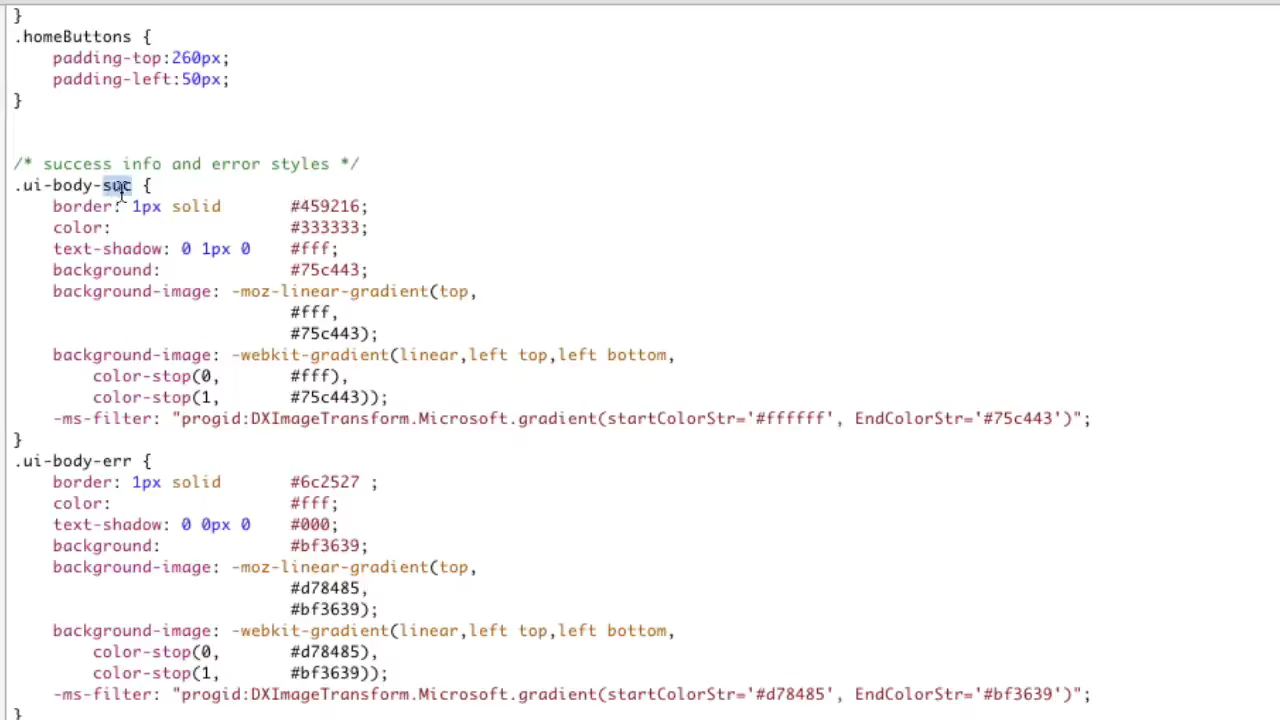 }
.homeButtons {
    padding-top:260px;
    padding-left:50px;
}
/* success info and error styles */
.ui-body-suc {
    border: 1px solid       #459216;
    color:                  #333333;
    text-shadow: 0 1px 0    #fff;
    background:             #75c443;
    background-image: -moz-linear-gradient(top,
                            #fff,
                            #75c443);
    background-image: -webkit-gradient(linear,left top,left bottom,
        color-stop(0,       #fff),
        color-stop(1,       #75c443));
    -ms-filter: "progid:DXImageTransform.Microsoft.gradient(startColorStr='#ffffff', EndColorStr='#75c443')";
}
.ui-body-err {
    border: 1px solid       #6c2527 ;
    color:                  #fff;
    text-shadow: 0 0px 0    #000;
    background:             #bf3639;
    background-image: -moz-linear-gradient(top,
                            #d78485,
                            #bf3639);
    background-image: -webkit-gradient(linear,left top,left bottom,
        color-stop(0,       #d78485),
        color-stop(1,       #bf3639));
    -ms-filter: "progid:DXImageTransform.Microsoft.gradient(startColorStr='#d78485', EndColorStr='#bf3639')";
}